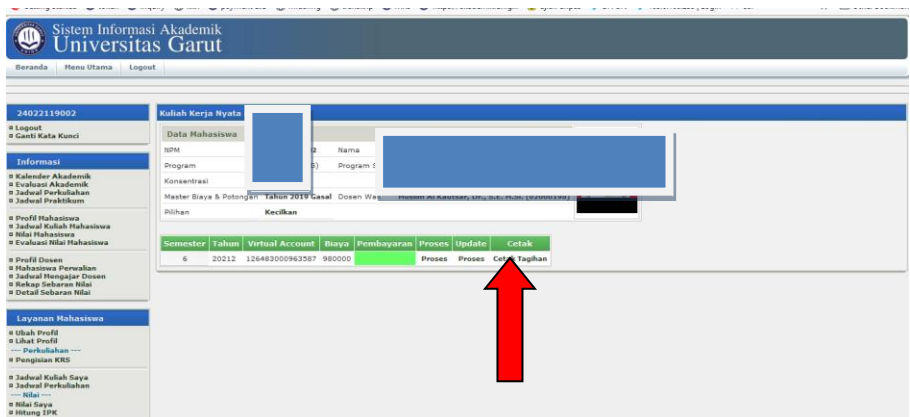 Sistem Informasi Akademik
Universitas Garut
Beranda Menu Utama Logout
24022119002
Logout
Ganti Kata Kunci
Informasi
Kalender Akademik
Evaluasi Akademik
Jadwal Perkuliahan
Jadwal Praktikum
Profil Mahasiswa
Jadwal Kuliah Mahasiswa
Nilai Mahasiswa
Evaluasi Nilai Mahasiswa
Profil Dosen
Mahasiswa Perwalian
Jadwal Mengajar Dosen
Rekap Sebaran Nilai
Detail Sebaran Nilai
Layanan Mahasiswa
Ubah Profil
Lihat Profil
--- Perkuliahan ---
Pengisian KRS
Jadwal Kuliah Saya
Jadwal Perkuliahan
--- Nilai ---
Nilai Saya
Hitung IPK
Kuliah Kerja Nyata
Data Mahasiswa
NPM Nama
Program Program
Konsentrasi
Master Biaya & Potongan Tahun 2019 Gasal Dosen
Pilihan Kecilkan
Semester Tahun Virtual Account Biaya Pembayaran Proses Update Cetak
6 20212 126483000963587 980000 Proses Proses Cetak Tagihan